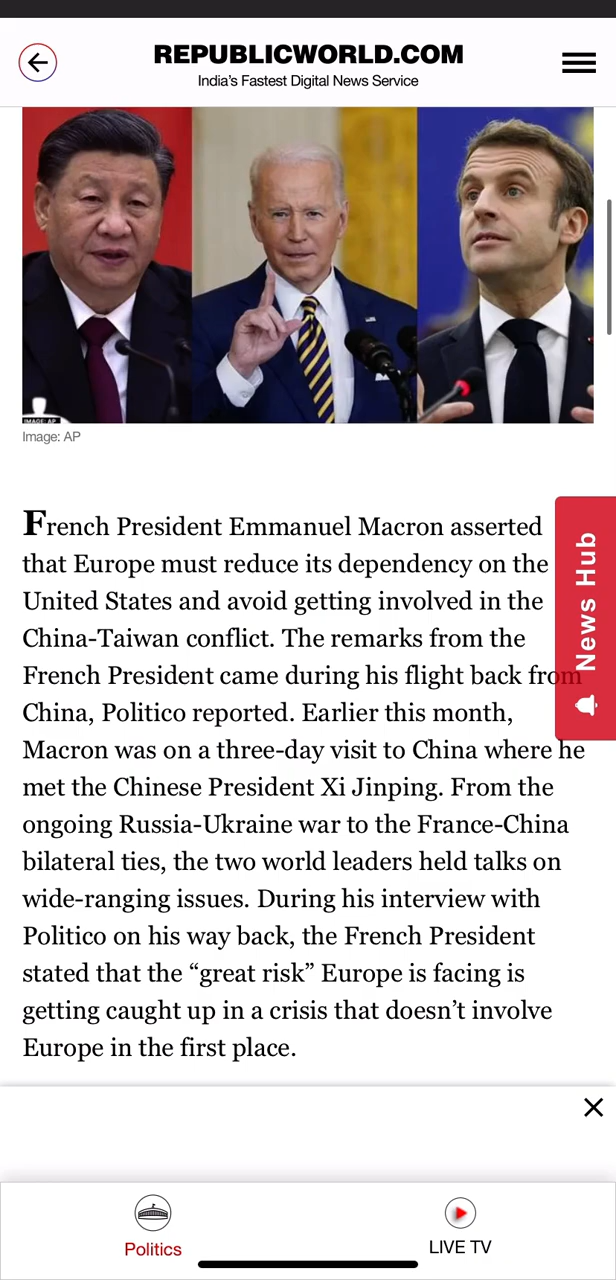 REPUBLICWORLD.COM
India's Fastest Digital News Service
IMAGE: AP
Image: AP
French President Emmanuel Macron asserted
that Europe must reduce its dependency on the
United States and avoid getting involved in the
China-Taiwan conflict. The remarks from the
French President came during his flight back from
China, Politico reported. Earlier this month,
Macron was on a three-day visit to China where he
met the Chinese President Xi Jinping. From the
ongoing Russia-Ukraine war to the France-China
bilateral ties, the two world leaders held talks on
wide-ranging issues. During his interview with
Politico on his way back, the French President
stated that the “great risk” Europe is facing is
getting caught up in a crisis that doesn’t involve
Europe in the first place.
News Hub
Politics
LIVE TV